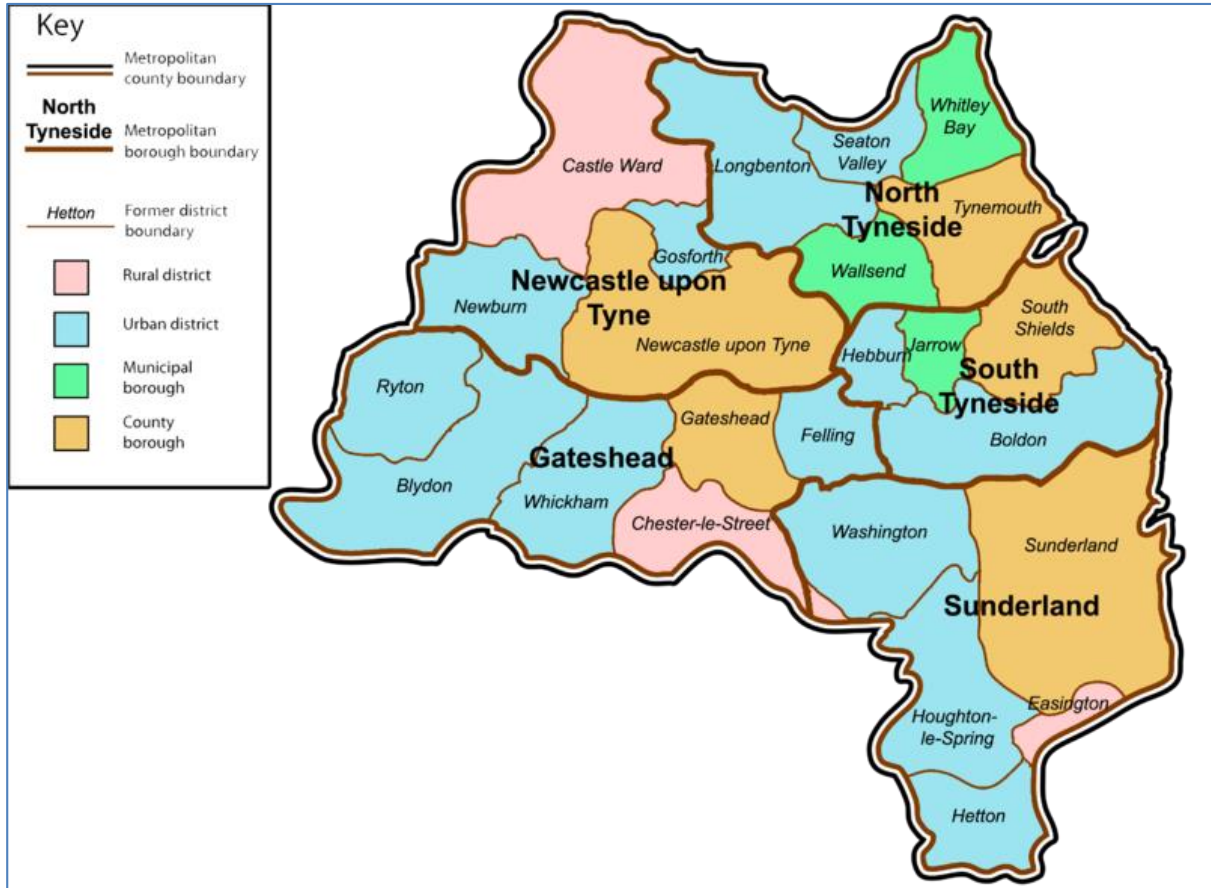 Key
Metropolitan
county boundary
North
Tyneside
Metropolitan
borough boundary
Hetton
Former district
boundary
Rural district
Urban district
Municipal
borough
County
borough
Whitley
Bay
Seaton
Valley
Castle Ward
Longbenton
North
Tyneside
Tynemouth
Gosforth
Wallsend
Newcastle upon
Tyne
Newburn
South
Shields
Newcastle upon Tyne
Hebburn
Jarrow
South
Tyneside
Ryton
Gateshead
Felling
Boldon
Gateshead
Blydon
Whickham
Chester-le-Street
Washington
Sunderland
Sunderland
Easington
Houghton-
le-Spring
Hetton